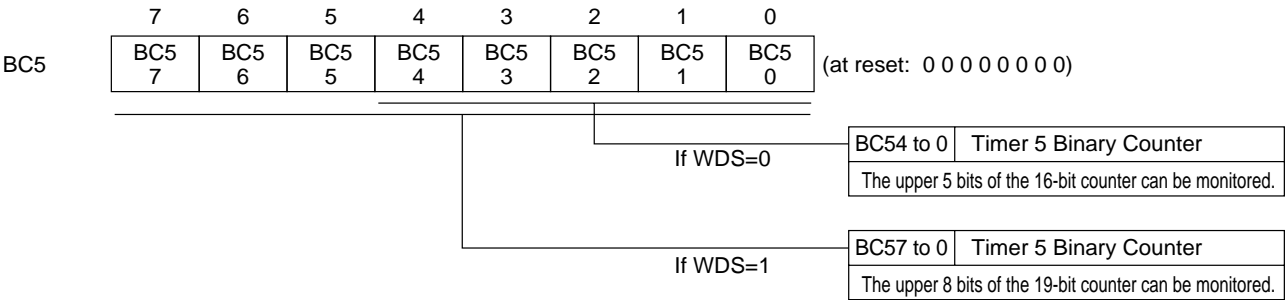 7 6 5 4 3 2 1 0
BC5 BC5 BC5 BC5 BC5 BC5 BC5 BC5 BC5
7 6 5 4 3 2 1 0
(at reset: 0 0 0 0 0 0 0 0)
If WDS=0
BC54 to 0 Timer 5 Binary Counter
The upper 5 bits of the 16-bit counter can be monitored.
If WDS=1
BC57 to 0 Timer 5 Binary Counter
The upper 8 bits of the 19-bit counter can be monitored.